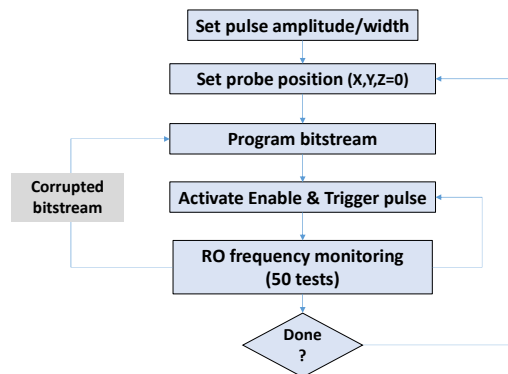 Set pulse amplitude/width
Set probe position (X,Y,Z=0)
Program bitstream
Corrupted
bitstream
Activate Enable & Trigger pulse
RO frequency monitoring
(50 tests)
Done
?